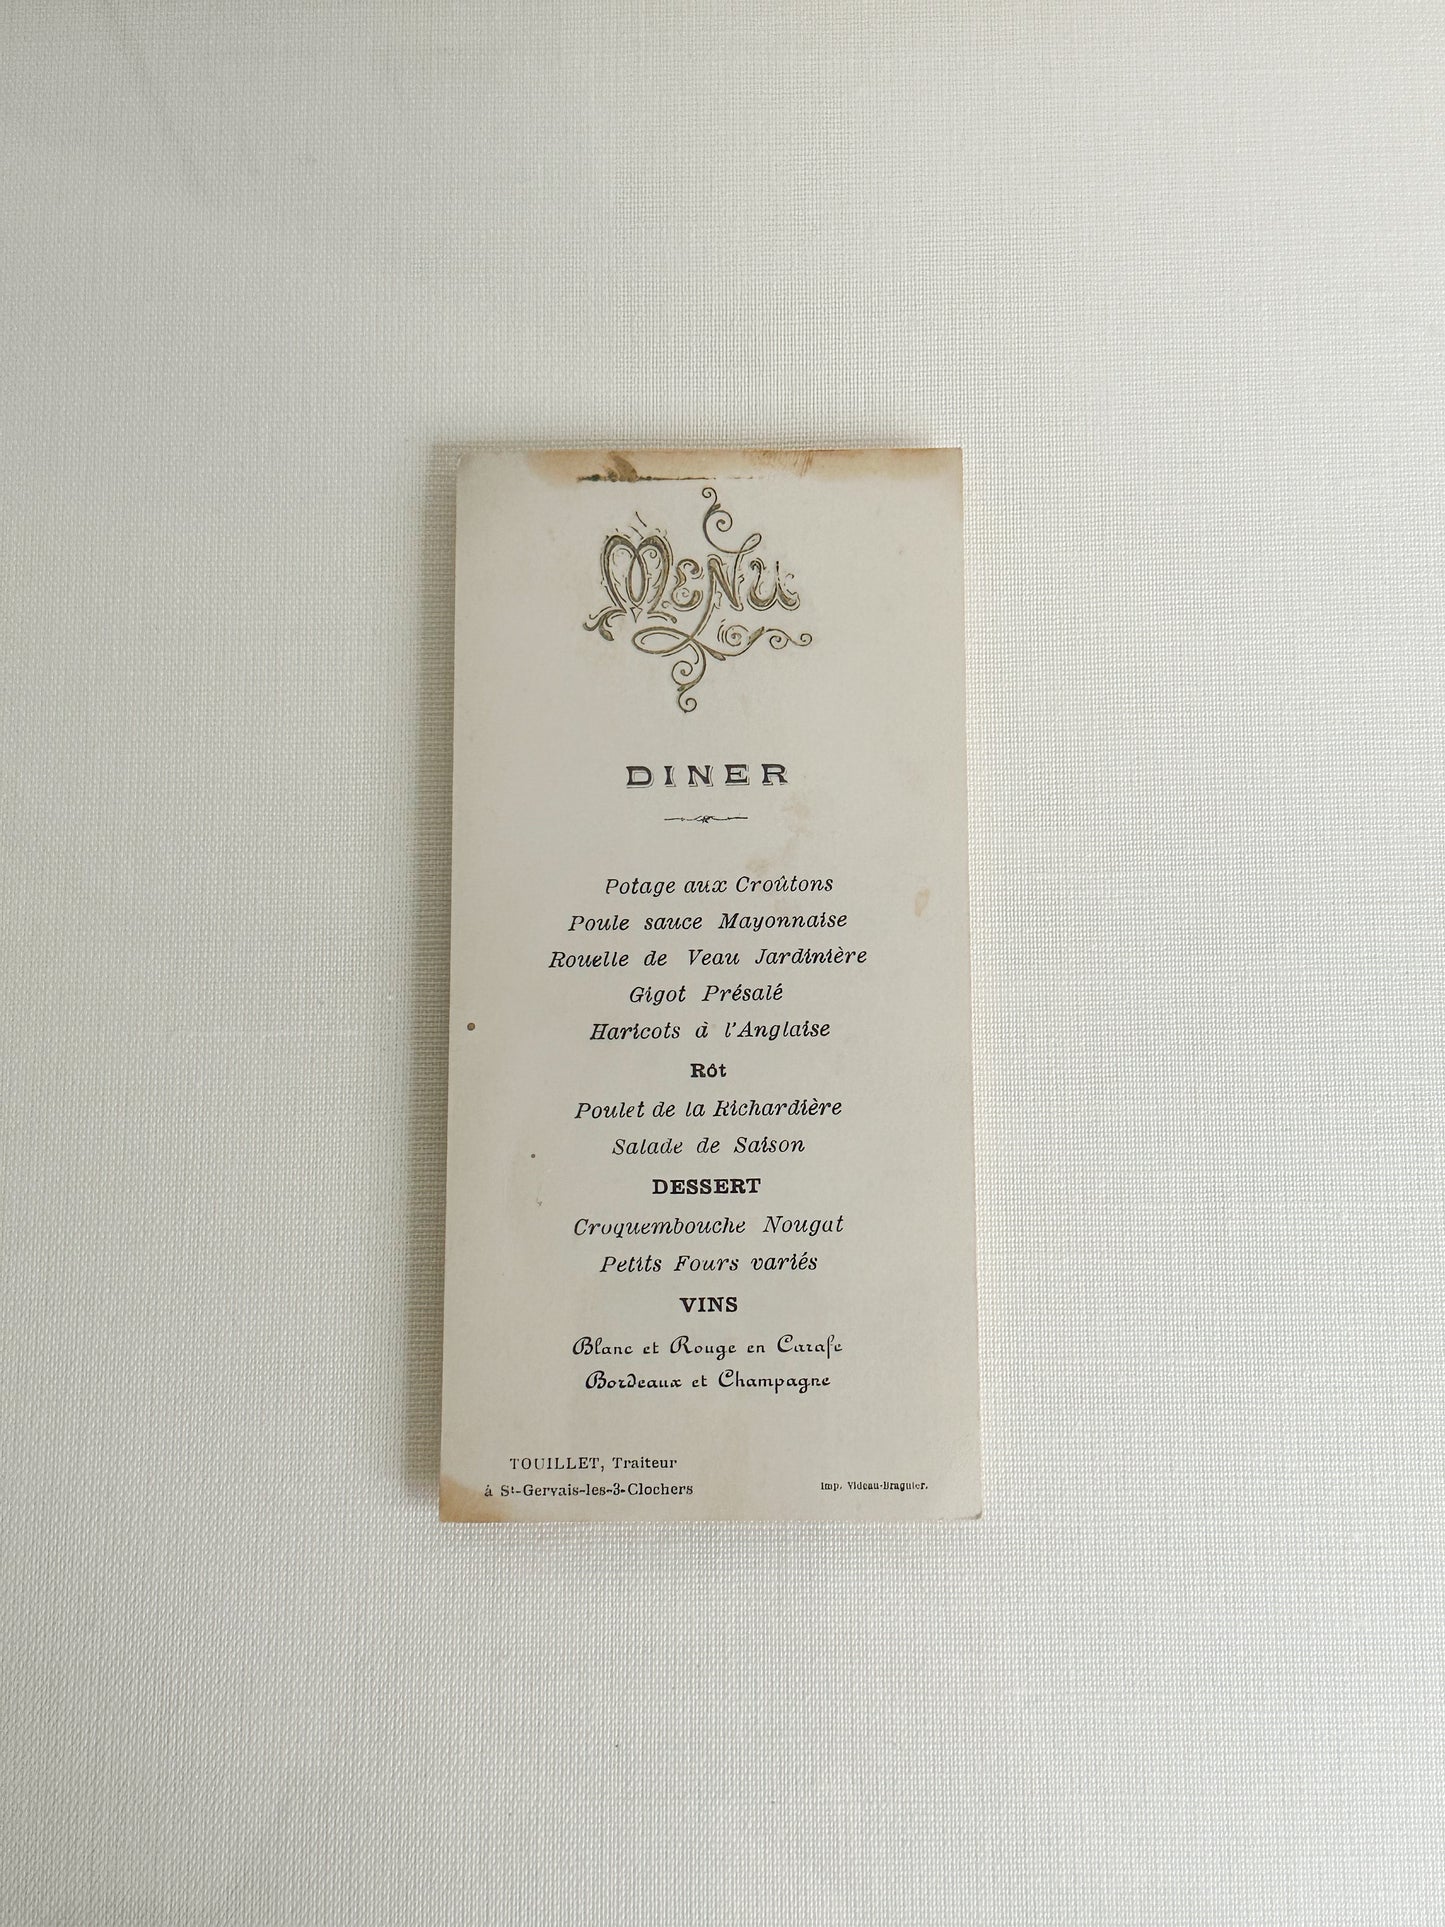 Menu
DINER
Potage aux Croûtons
Poule sauce Mayonnaise
Rouelle de Veau Jardinière
Gigot Présalé
Haricots à l'Anglaise
Rôt
Poulet de la Richardière
Salade de Saison
DESSERT
Croquembouche Nougat
Petits Fours variés
VINS
Blanc et Rouge en Carafe
Bordeaux et Champagne
TOUILLET, Traiteur
à St-Gervais-les-3-Clochers
Imp. Videau-Braguier.